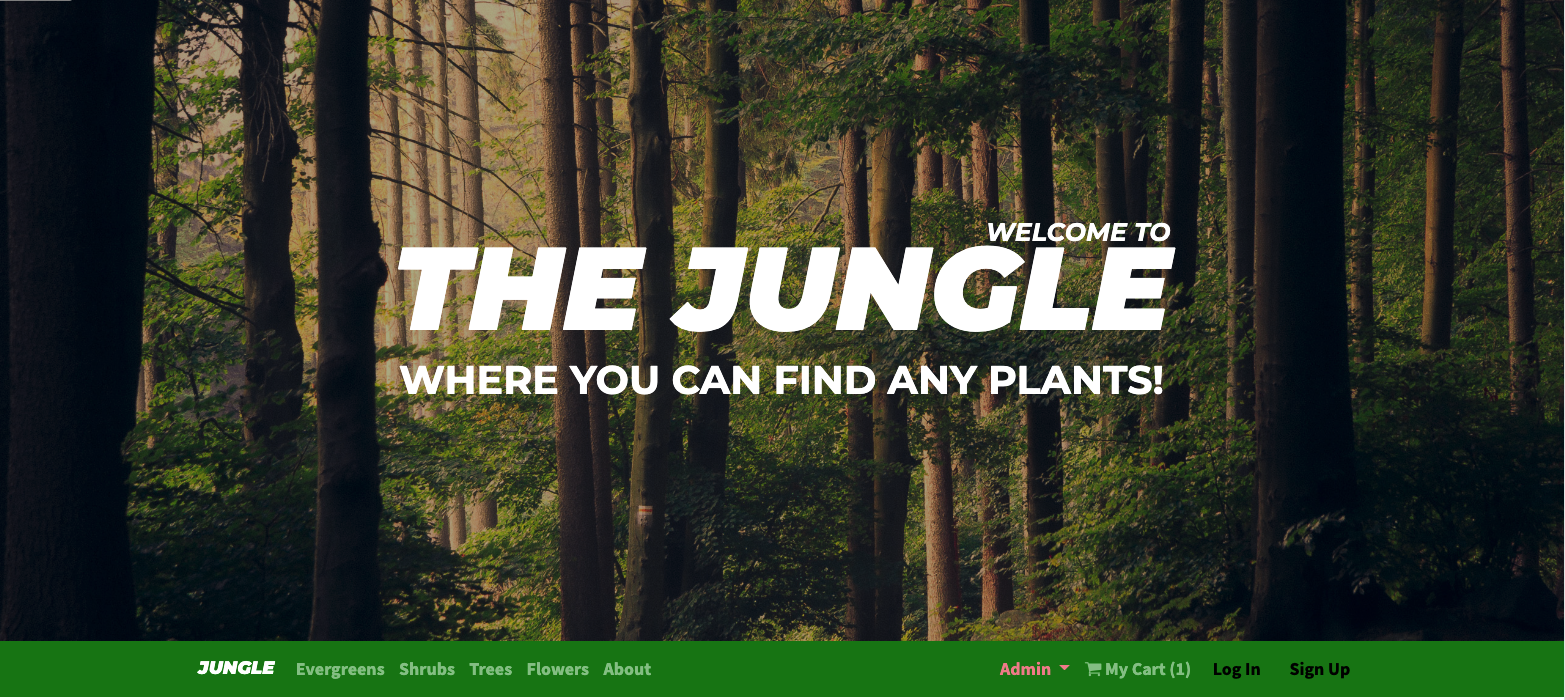 WELCOME TO
THE JUNGLE
WHERE YOU CAN FIND ANY PLANTS!
JUNGLE Evergreens Shrubs Trees Flowers About Admin My Cart (1) Log In Sign Up